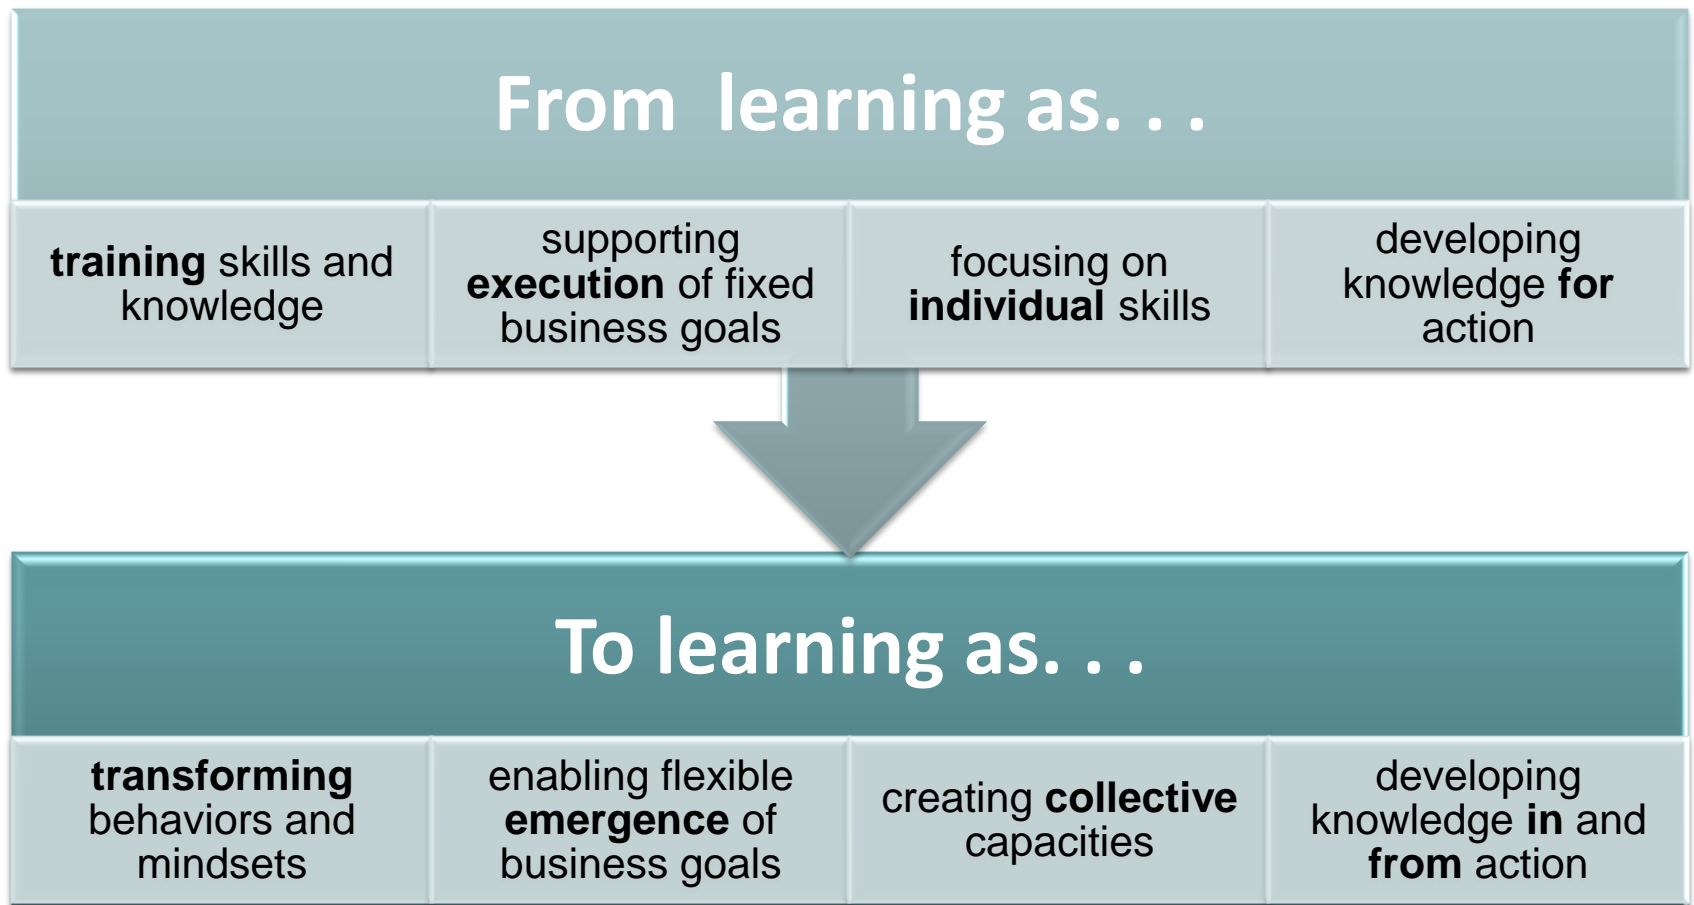 From learning as. . .
training skills and
knowledge
supporting
execution of fixed
business goals
focusing on
individual skills
developing
knowledge for
action
To learning as. . .
transforming
behaviors and
mindsets
enabling flexible
emergence of
business goals
creating collective
capacities
developing
knowledge in and
from action